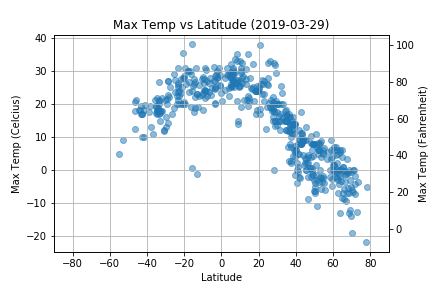 Max Temp vs Latitude (2019-03-29)
40
30
20
10
0
−10
−20
100
80
60
40
20
0
Max Temp (Celcius)
Max Temp (Fahrenheit)
−80 −60 −40 −20 0 20 40 60 80
Latitude